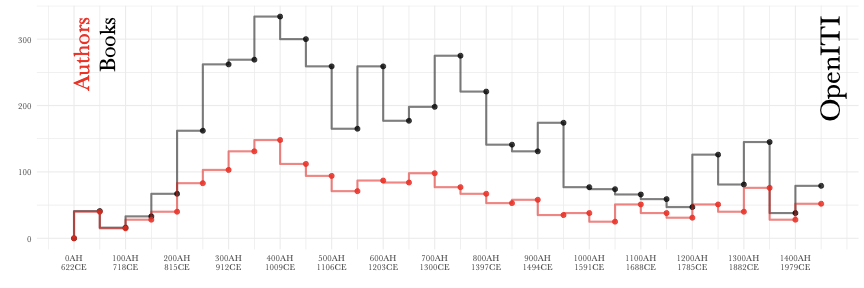 Authors
Books
OpenITI
300
200
100
0
0AH 100AH 200AH 300AH 400AH 500AH 600AH 700AH 800AH 900AH 1000AH 1100AH 1200AH 1300AH 1400AH
622CE 718CE 815CE 912CE 1009CE 1106CE 1203CE 1300CE 1397CE 1494CE 1591CE 1688CE 1785CE 1882CE 1979CE